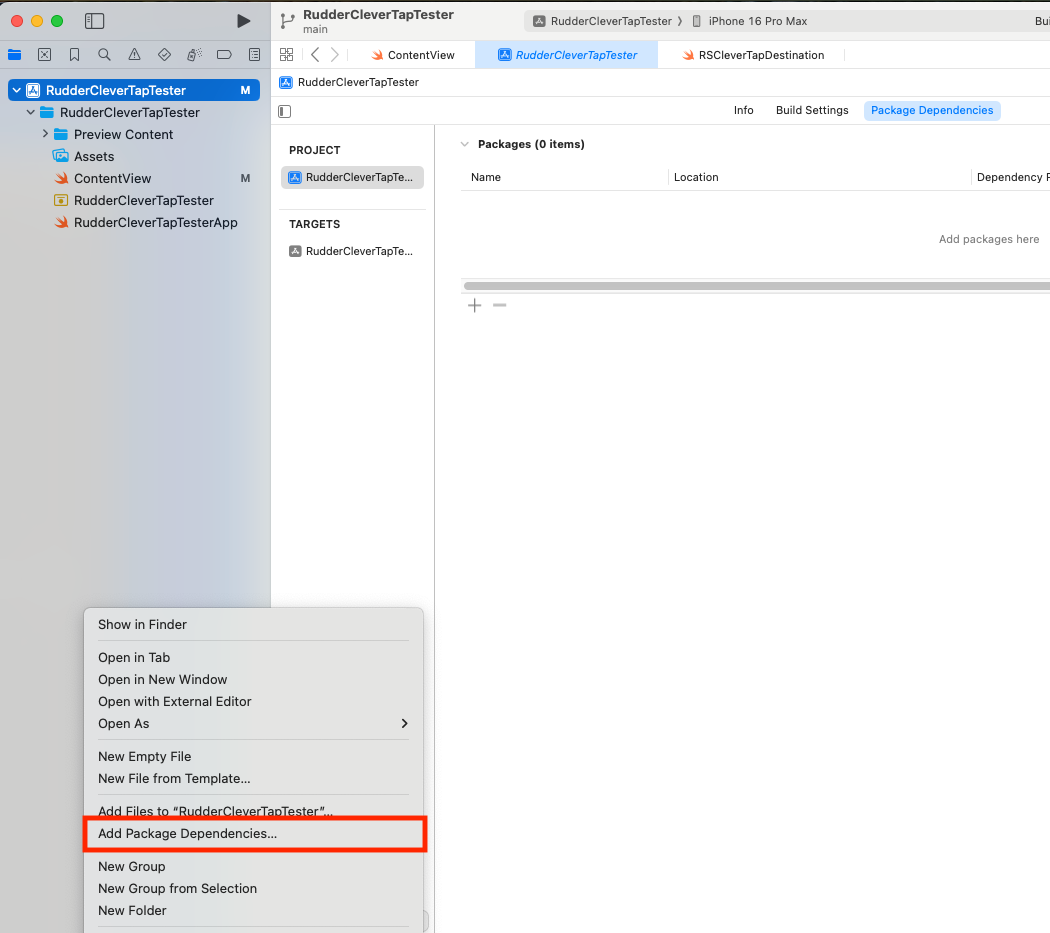 RudderCleverTapTester
main
RudderCleverTapTester
iPhone 16 Pro Max
Bui
ContentView
RudderCleverTapTester
RSCleverTapDestination
RudderCleverTapTester
M
RudderCleverTapTester
Preview Content
Assets
ContentView
M
RudderCleverTapTester
RudderCleverTapTesterApp
RudderCleverTapTester
Info
Build Settings
Package Dependencies
PROJECT
RudderCleverTapTe...
TARGETS
RudderCleverTapTe...
Packages (0 items)
Name
Location
Dependency R
Add packages here
Show in Finder
Open in Tab
Open in New Window
Open with External Editor
Open As
New Empty File
New File from Template...
Add Files to “RudderCleverTapTester”...
Add Package Dependencies...
New Group
New Group from Selection
New Folder